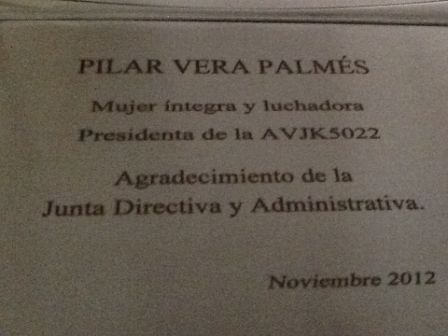 PILAR VERA PALMÉS
Mujer íntegra y luchadora
Presidenta de la AVJK5022
Agradecimiento de la
Junta Directiva y Administrativa.
Noviembre 2012